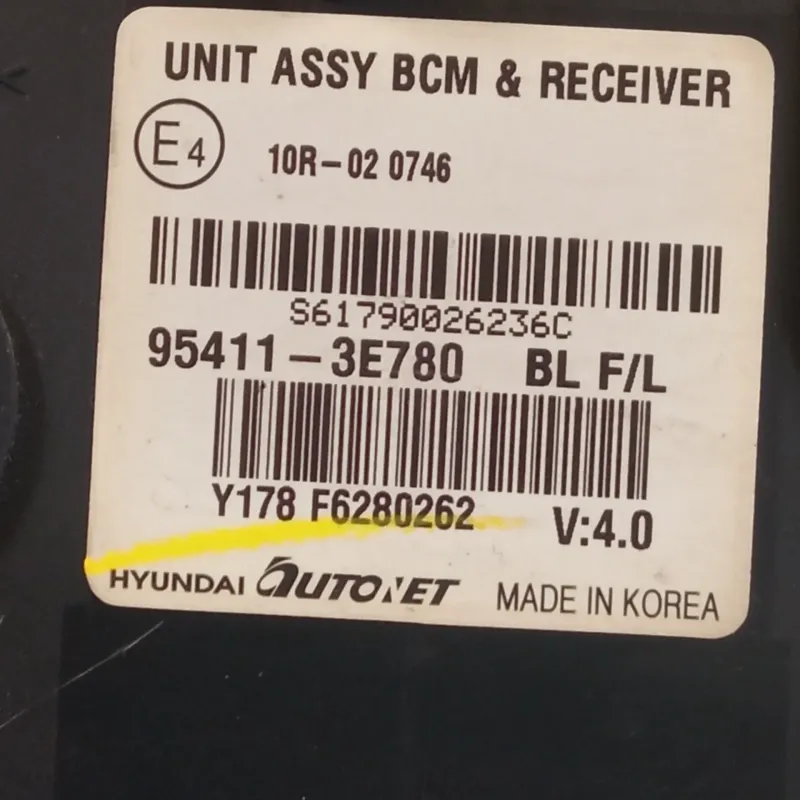 UNIT ASSY BCM & RECEIVER
E4 10R-02 0746
S61790026236C
95411-3E780 BL F/L
Y178 F6280262 V:4.0
HYUNDAI AUTONET MADE IN KOREA